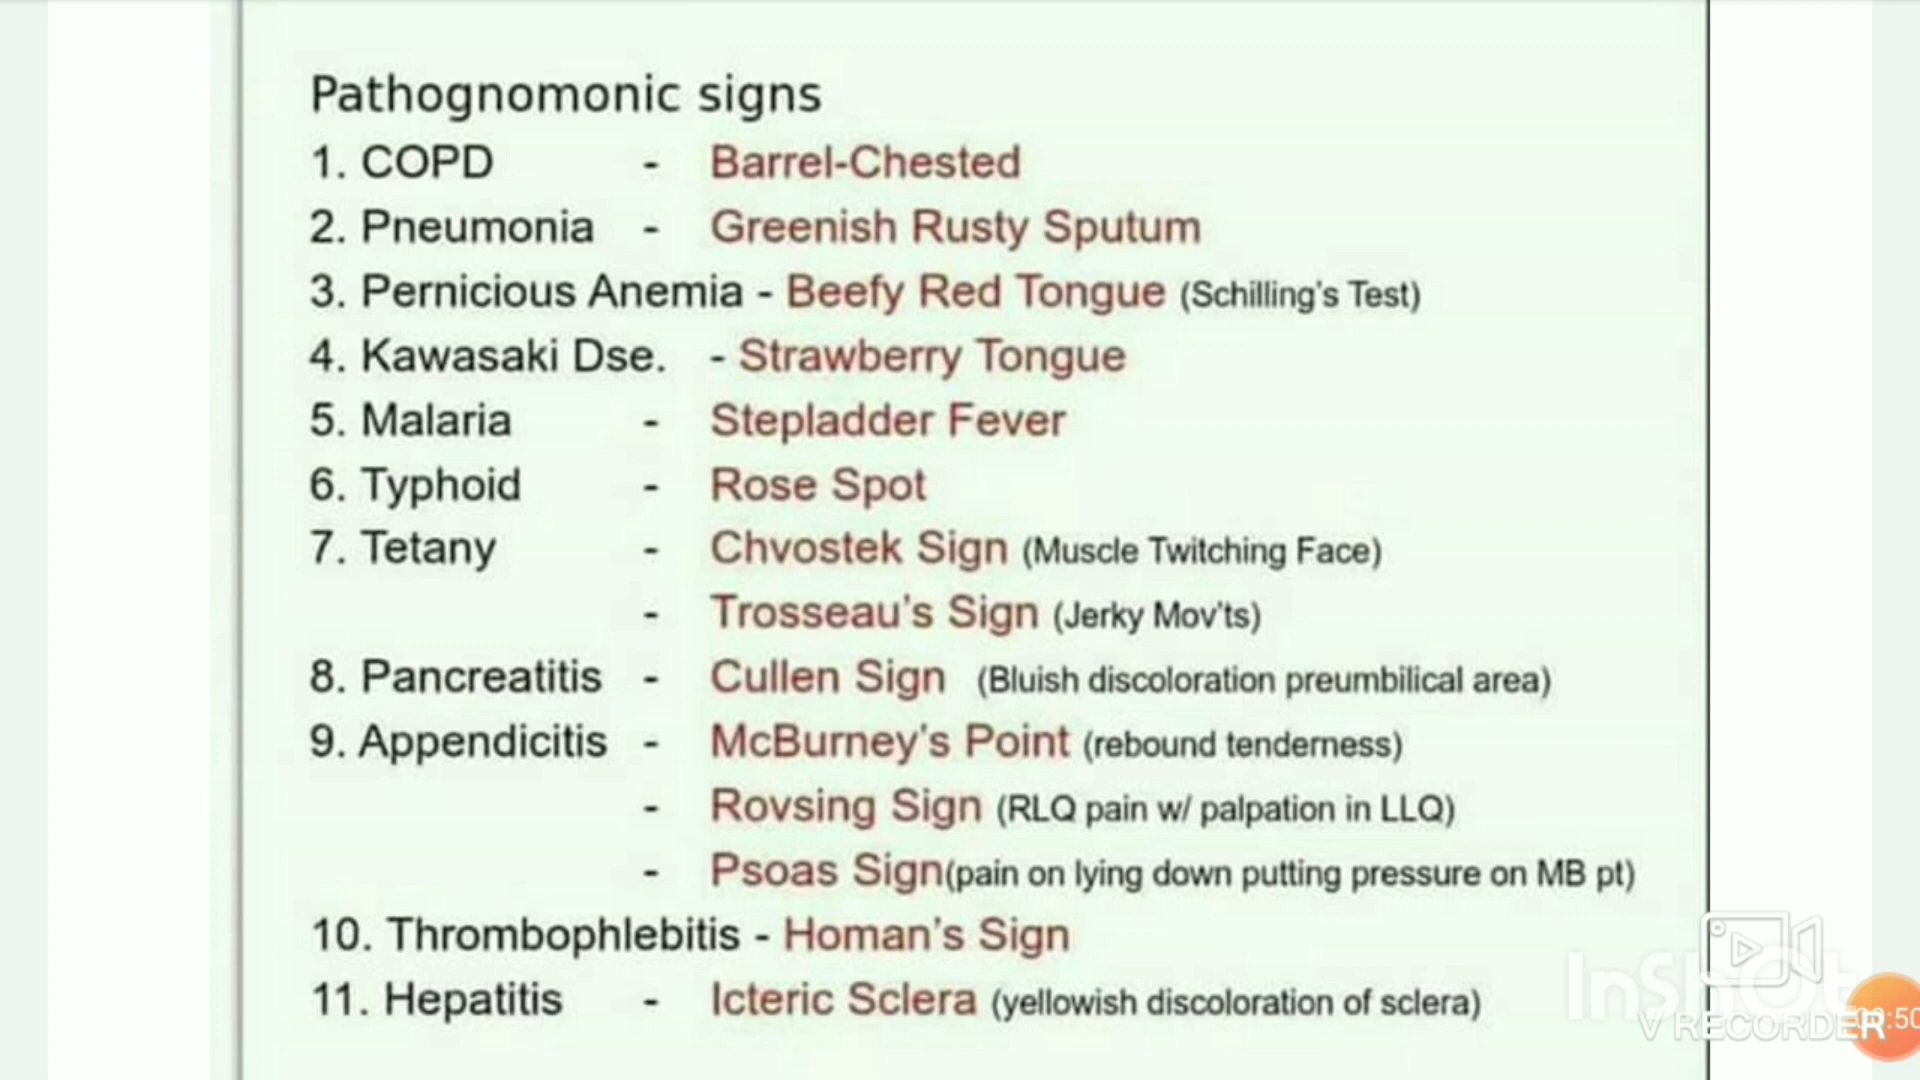 Pathognomonic signs
1. COPD - Barrel-Chested
2. Pneumonia - Greenish Rusty Sputum
3. Pernicious Anemia - Beefy Red Tongue (Schilling's Test)
4. Kawasaki Dse. - Strawberry Tongue
5. Malaria - Stepladder Fever
6. Typhoid - Rose Spot
7. Tetany - Chvostek Sign (Muscle Twitching Face)
- Trosseau's Sign (Jerky Mov'ts)
8. Pancreatitis - Cullen Sign (Bluish discoloration preumbilical area)
9. Appendicitis - McBurney's Point (rebound tenderness)
- Rovsing Sign (RLQ pain w/ palpation in LLQ)
- Psoas Sign(pain on lying down putting pressure on MB pt)
10. Thrombophlebitis - Homan's Sign
11. Hepatitis - Icteric Sclera (yellowish discoloration of sclera)
InShOt
V RECORDER